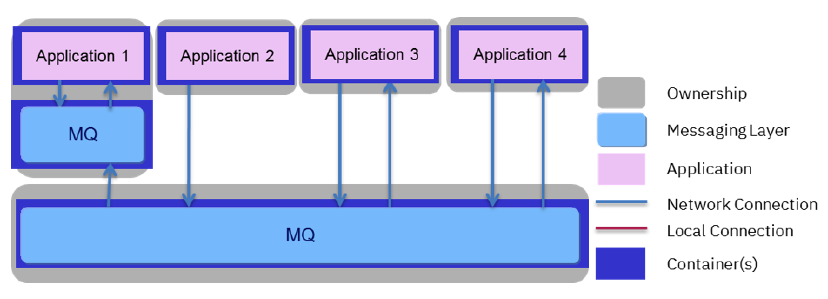 Application 1
Application 2
Application 3
Application 4
MQ
MQ
Ownership
Messaging Layer
Application
Network Connection
Local Connection
Container(s)